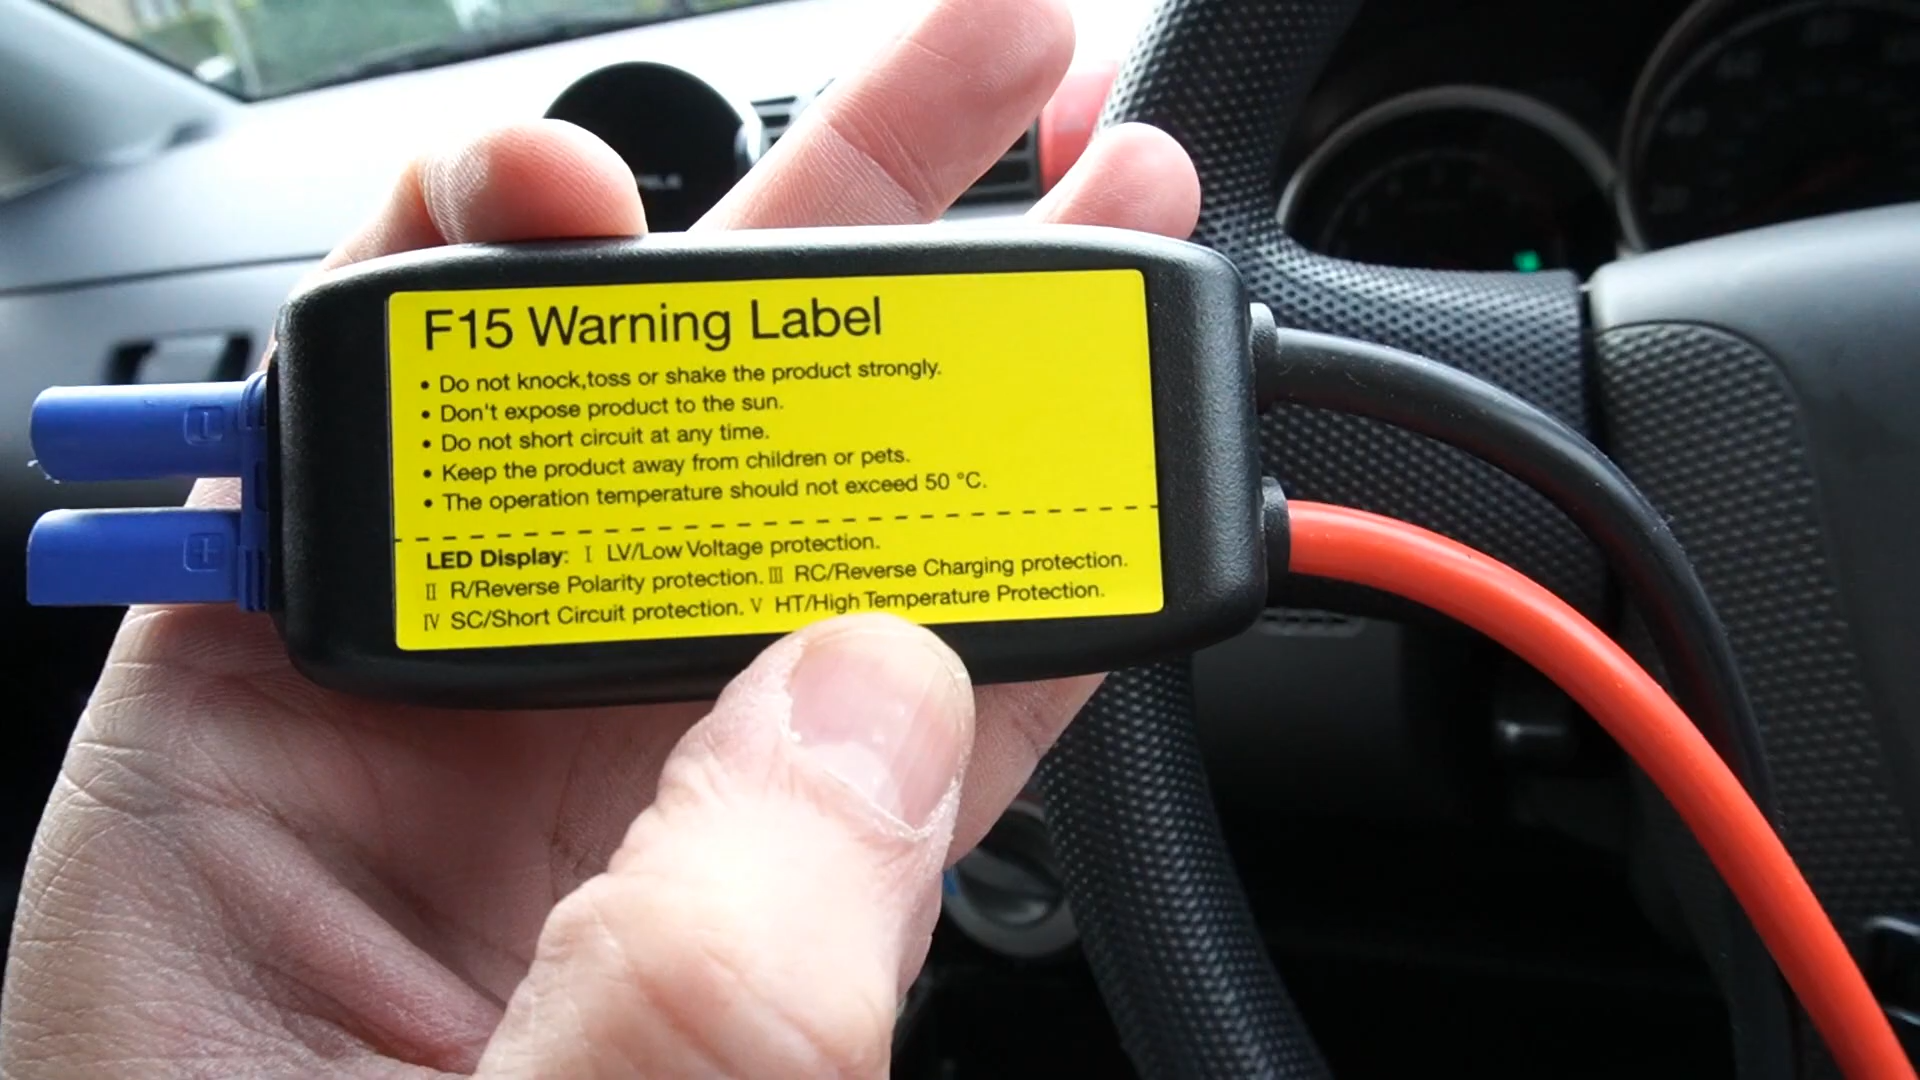 F15 Warning Label
• Do not knock,toss or shake the product strongly.
• Don't expose product to the sun.
• Do not short circuit at any time.
• Keep the product away from children or pets.
• The operation temperature should not exceed 50 °C.
LED Display: Ⅰ LV/Low Voltage protection.
Ⅱ R/Reverse Polarity protection. Ⅲ RC/Reverse Charging protection.
Ⅳ SC/Short Circuit protection. Ⅴ HT/High Temperature Protection.
-
+